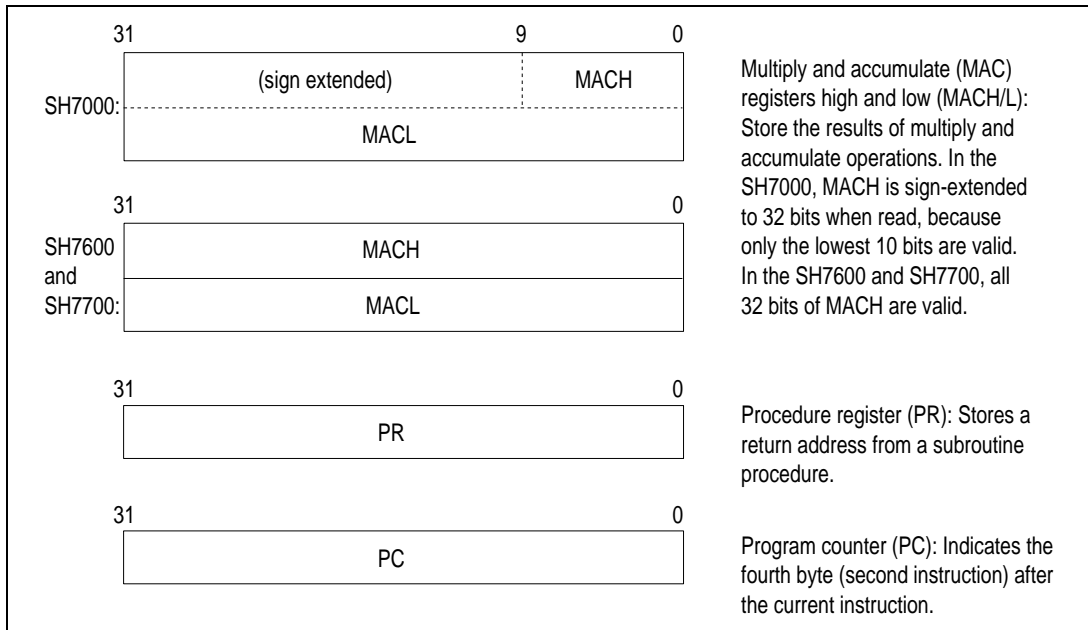 31 9 0
SH7000:
(sign extended) MACH
MACL
Multiply and accumulate (MAC)
registers high and low (MACH/L):
Store the results of multiply and
accumulate operations. In the
SH7000, MACH is sign-extended
to 32 bits when read, because
only the lowest 10 bits are valid.
In the SH7600 and SH7700, all
32 bits of MACH are valid.
31 0
SH7600
and
SH7700:
MACH
MACL
31 0
PR
Procedure register (PR): Stores a
return address from a subroutine
procedure.
31 0
PC
Program counter (PC): Indicates the
fourth byte (second instruction) after
the current instruction.